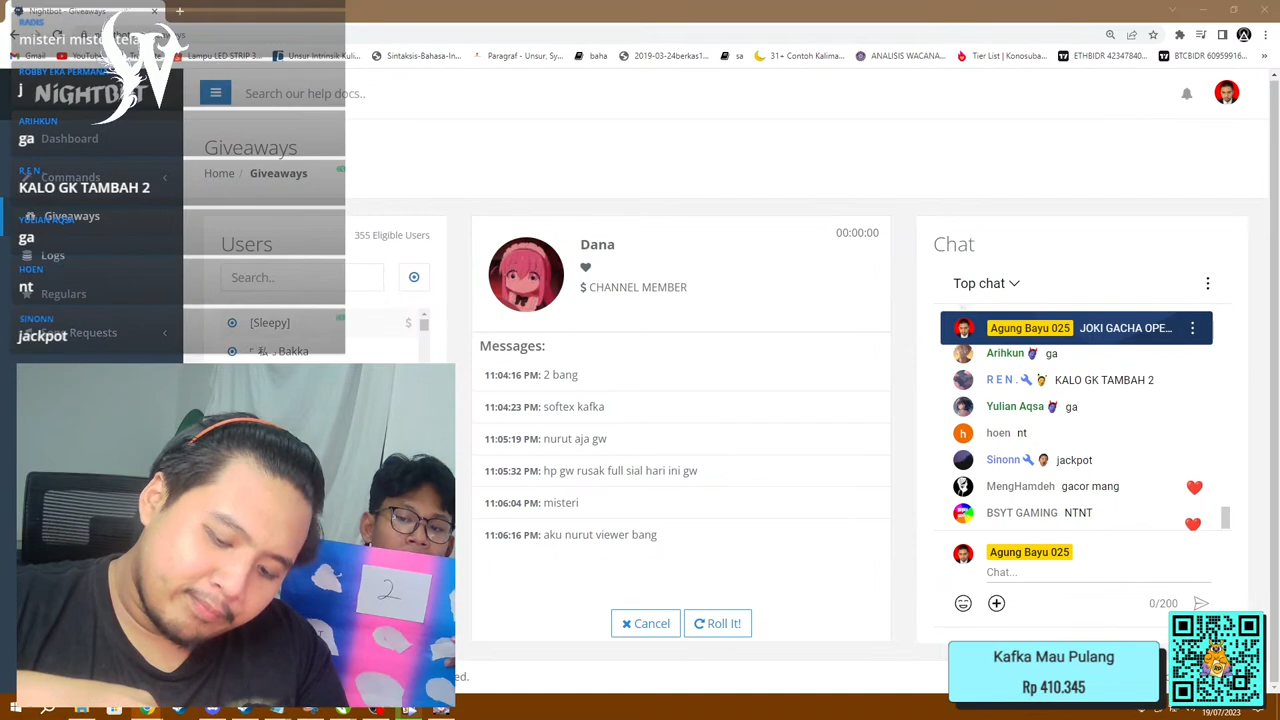 Nightbot - Giveaways
Gmail
Lampu LED STRIP 3...
Unsur Intrinsik Kuli...
Sintaksis-Bahasa-In...
Paragraf - Unsur, Sy...
baha
2019-03-24berkas1...
sa
31+ Contoh Kalima...
ANALISIS WACANA...
Tier List | Konosuba...
ETHBIDR 42347840...
BTCBIDR 60959916...
RADIS
ROBBY EKA PERMANA
j
NIGHTBOT
ARIHKUN
ga
Dashboard
R E N .
KALO GK TAMBAH 2
Commands
YULIAN AQSA
ga
Giveaways
Logs
HOEN
nt
Regulars
SINONN
jackpot
Search our help docs..
Giveaways
Home / Giveaways
Users
355 Eligible Users
Search..
[Sleepy]
$
Bakka
Dana
00:00:00
$ CHANNEL MEMBER
Messages:
11:04:16 PM: 2 bang
11:04:23 PM: softex kafka
11:05:19 PM: nurut aja gw
11:05:32 PM: hp gw rusak full sial hari ini gw
11:06:04 PM: misteri
11:06:16 PM: aku nurut viewer bang
Cancel
Roll It!
Chat
Top chat
Agung Bayu 025 JOKI GACHA OPE...
Arihkun ga
R E N . KALO GK TAMBAH 2
Yulian Aqsa ga
hoen nt
Sinonn jackpot
MengHamdeh gacor mang
BSYT GAMING NTNT
Agung Bayu 025
Chat...
0/200
2
Kafka Mau Pulang
Rp 410.345
19/07/2023